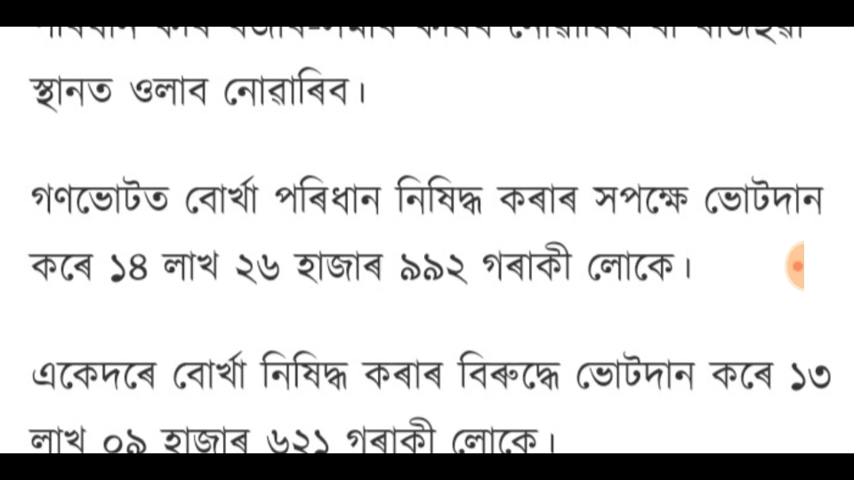 স্থানত ওলাব নোৱাৰিব।
গণভোটত বোৰ্খা পৰিধান নিষিদ্ধ কৰাৰ সপক্ষে ভোটদান
কৰে ১৪ লাখ ২৬ হাজাৰ ৯৯২ গৰাকী লোকে।
একেদৰে বোৰ্খা নিষিদ্ধ কৰাৰ বিৰুদ্ধে ভোটদান কৰে ১৩
লাখ ০৯ হাজাৰ ৬২১ গৰাকী লোকে।